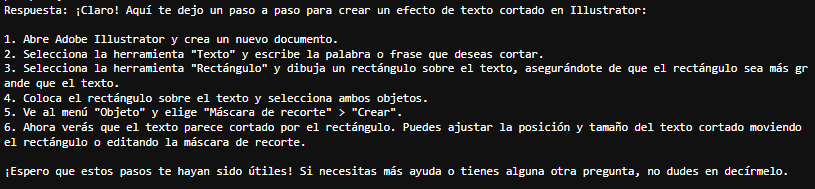 Respuesta: ¡Claro! Aquí te dejo un paso a paso para crear un efecto de texto cortado en Illustrator:
1. Abre Adobe Illustrator y crea un nuevo documento.
2. Selecciona la herramienta "Texto" y escribe la palabra o frase que deseas cortar.
3. Selecciona la herramienta "Rectángulo" y dibuja un rectángulo sobre el texto, asegurándote de que el rectángulo sea más gr
ande que el texto.
4. Coloca el rectángulo sobre el texto y selecciona ambos objetos.
5. Ve al menú "Objeto" y elige "Máscara de recorte" > "Crear".
6. Ahora verás que el texto parece cortado por el rectángulo. Puedes ajustar la posición y tamaño del texto cortado moviendo
el rectángulo o editando la máscara de recorte.
¡Espero que estos pasos te hayan sido útiles! Si necesitas más ayuda o tienes alguna otra pregunta, no dudes en decírmelo.